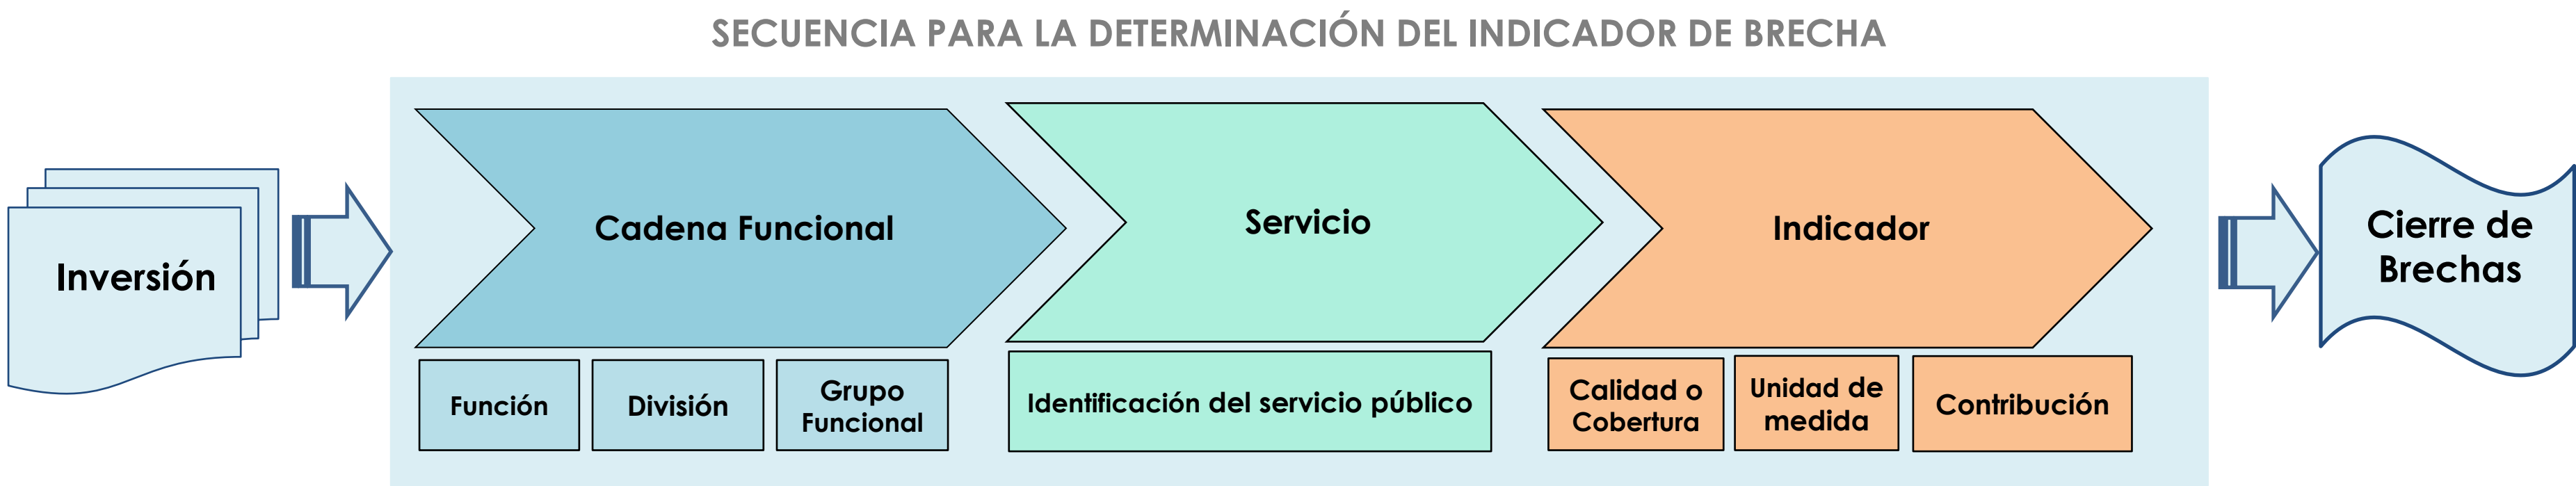 SECUENCIA PARA LA DETERMINACIÓN DEL INDICADOR DE BRECHA
Inversión
Cadena Funcional
Servicio
Indicador
Cierre de
Brechas
Función
División
Grupo
Funcional
Identificación del servicio público
Calidad o
Cobertura
Unidad de
medida
Contribución